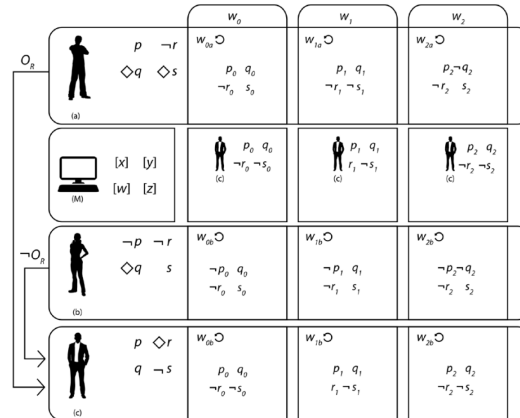 w0 w1 w2
OR
p ¬r
◇q ◇s
(a)
w0a↻ w1a↻ w2a↻
p0 q0 p1 q1 p2¬q2
¬r0 s0 ¬r1 ¬s1 ¬r2 s2
[x] [y]
[w] [z]
(M)
p0 q0 p1 q1 p2 q2
¬r0 ¬s0 r1 ¬s1 ¬r2 ¬s2
(c) (c) (c)
¬OR
¬p ¬r
◇q s
(b)
w0b↻ w1b↻ w2b↻
¬p0 q0 ¬p1 q1 ¬p2¬q2
¬r0 s0 ¬r1 s1 ¬r2 s2
p ◇r
q ¬s
(c)
w0b↻ w1b↻ w2b↻
p0 q0 p1 q1 p2 q2
¬r0 ¬s0 r1 ¬s1 ¬r2 ¬s2